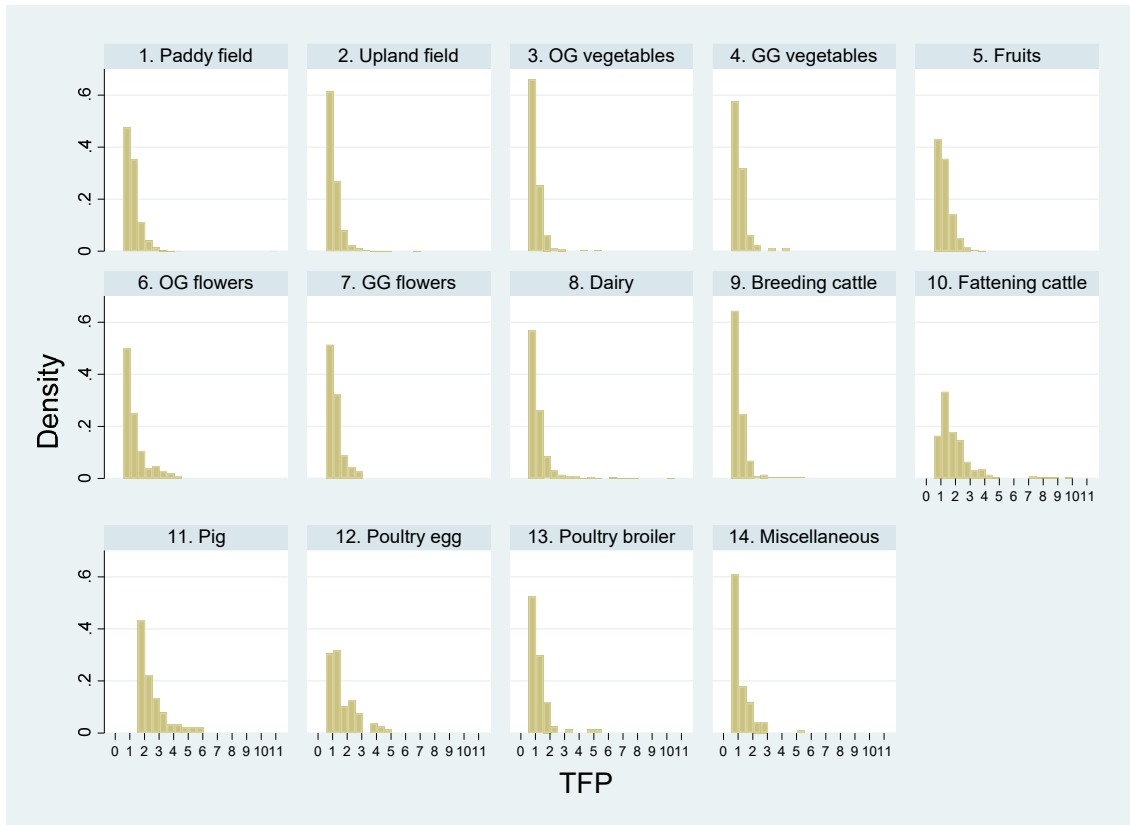 1. Paddy field 2. Upland field 3. OG vegetables 4. GG vegetables 5. Fruits
.6
.4
.2
0
6. OG flowers 7. GG flowers 8. Dairy 9. Breeding cattle 10. Fattening cattle
.6
.4
.2
0
0 1 2 3 4 5 6 7 8 9 10 11
Density
11. Pig 12. Poultry egg 13. Poultry broiler 14. Miscellaneous
.6
.4
.2
0
0 1 2 3 4 5 6 7 8 9 10 11 0 1 2 3 4 5 6 7 8 9 10 11 0 1 2 3 4 5 6 7 8 9 10 11 0 1 2 3 4 5 6 7 8 9 10 11
TFP